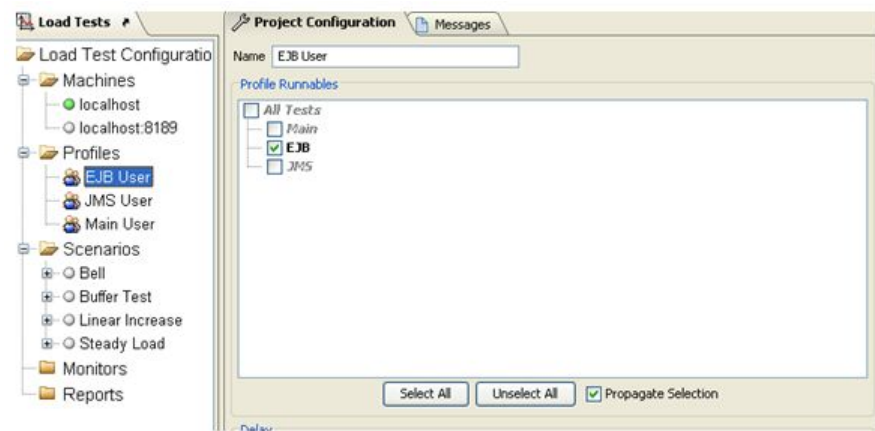 Load Tests
Load Test Configuratio
Machines
localhost
localhost:8189
Profiles
EJB User
JMS User
Main User
Scenarios
Bell
Buffer Test
Linear Increase
Steady Load
Monitors
Reports
Project Configuration
Messages
Name EJB User
Profile Runnables
All Tests
Main
EJB
JMS
Select All Unselect All Propagate Selection
Delay